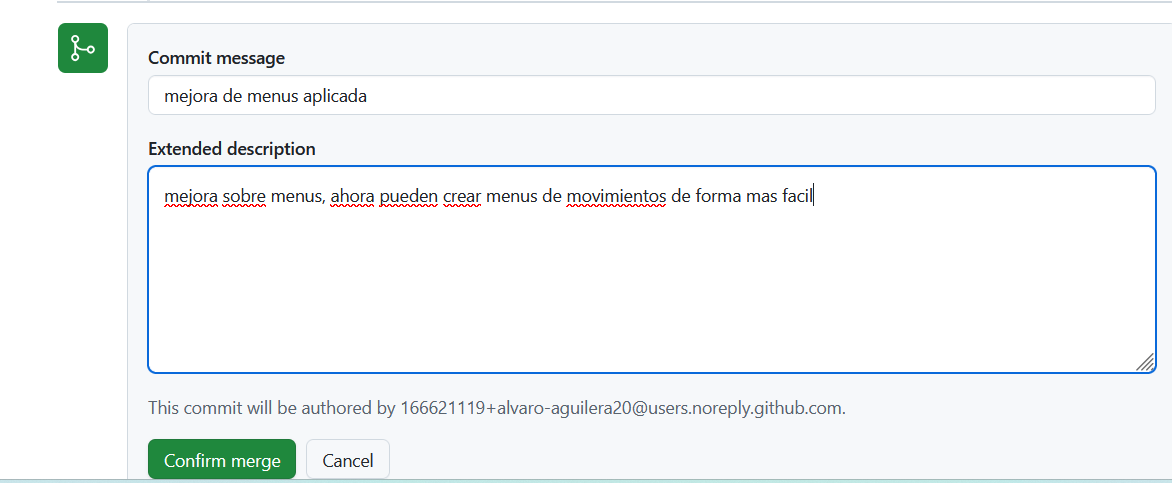 Commit message
mejora de menus aplicada
Extended description
mejora sobre menus, ahora pueden crear menus de movimientos de forma mas facil
This commit will be authored by 166621119+alvaro-aguilera20@users.noreply.github.com.
Confirm merge
Cancel